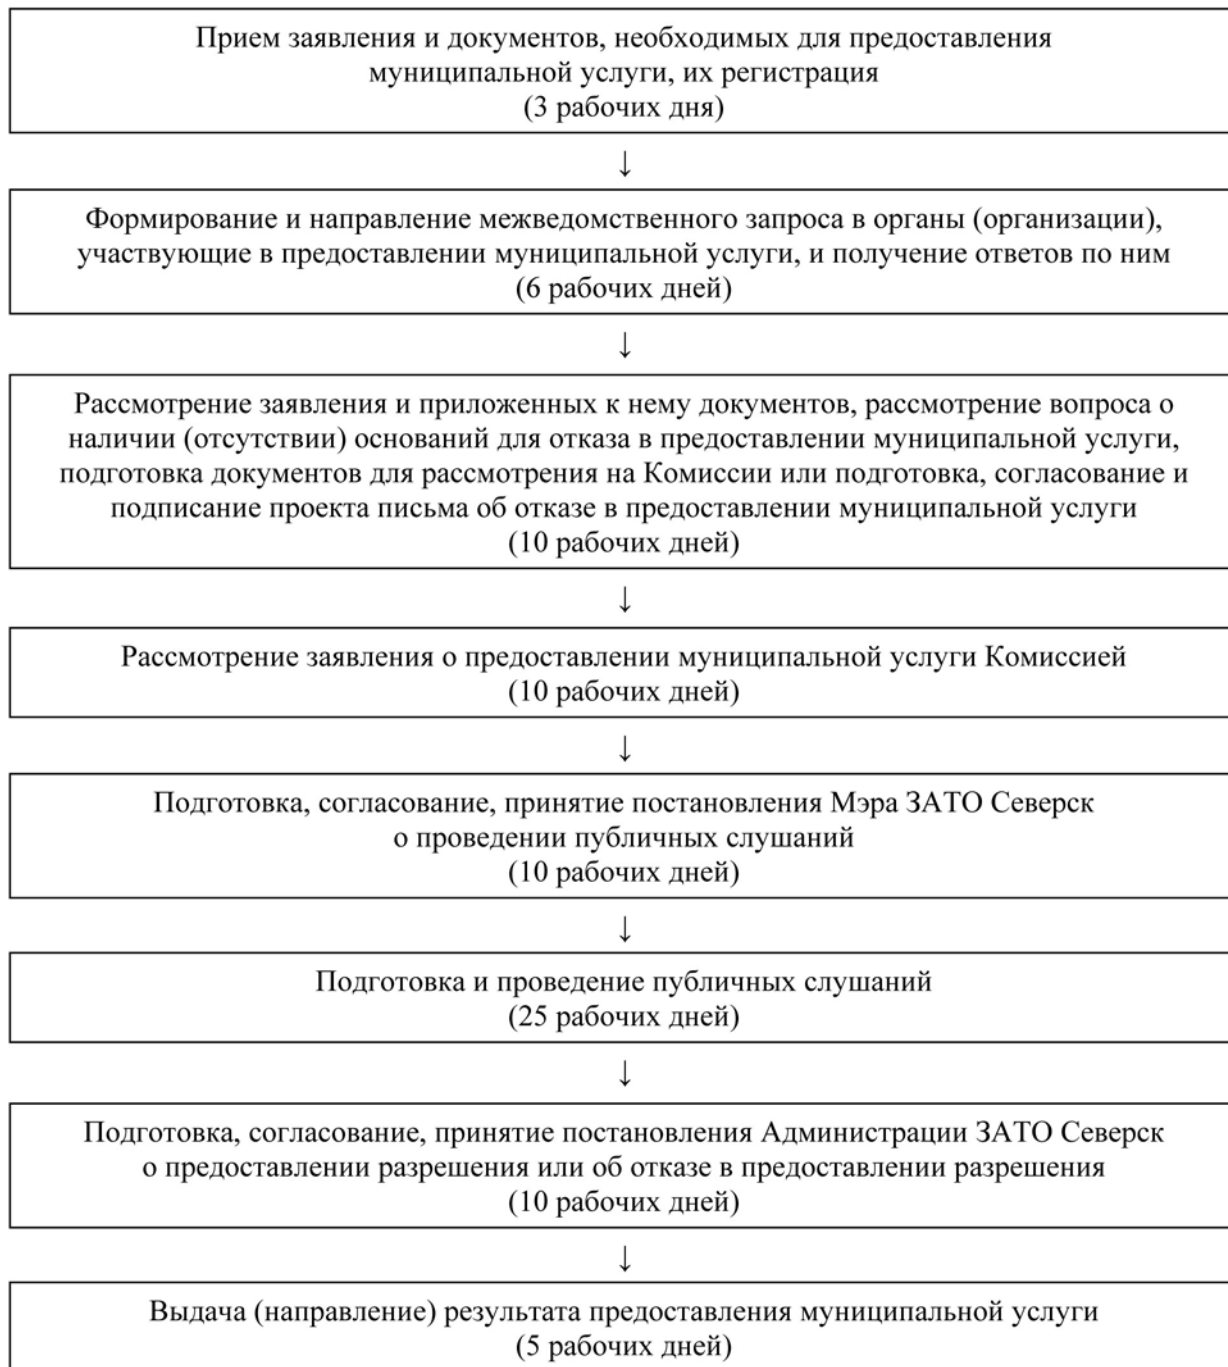 Прием заявления и документов, необходимых для предоставления
муниципальной услуги, их регистрация
(3 рабочих дня)
↓
Формирование и направление межведомственного запроса в органы (организации),
участвующие в предоставлении муниципальной услуги, и получение ответов по ним
(6 рабочих дней)
↓
Рассмотрение заявления и приложенных к нему документов, рассмотрение вопроса о
наличии (отсутствии) оснований для отказа в предоставлении муниципальной услуги,
подготовка документов для рассмотрения на Комиссии или подготовка, согласование и
подписание проекта письма об отказе в предоставлении муниципальной услуги
(10 рабочих дней)
↓
Рассмотрение заявления о предоставлении муниципальной услуги Комиссией
(10 рабочих дней)
↓
Подготовка, согласование, принятие постановления Мэра ЗАТО Северск
о проведении публичных слушаний
(10 рабочих дней)
↓
Подготовка и проведение публичных слушаний
(25 рабочих дней)
↓
Подготовка, согласование, принятие постановления Администрации ЗАТО Северск
о предоставлении разрешения или об отказе в предоставлении разрешения
(10 рабочих дней)
↓
Выдача (направление) результата предоставления муниципальной услуги
(5 рабочих дней)